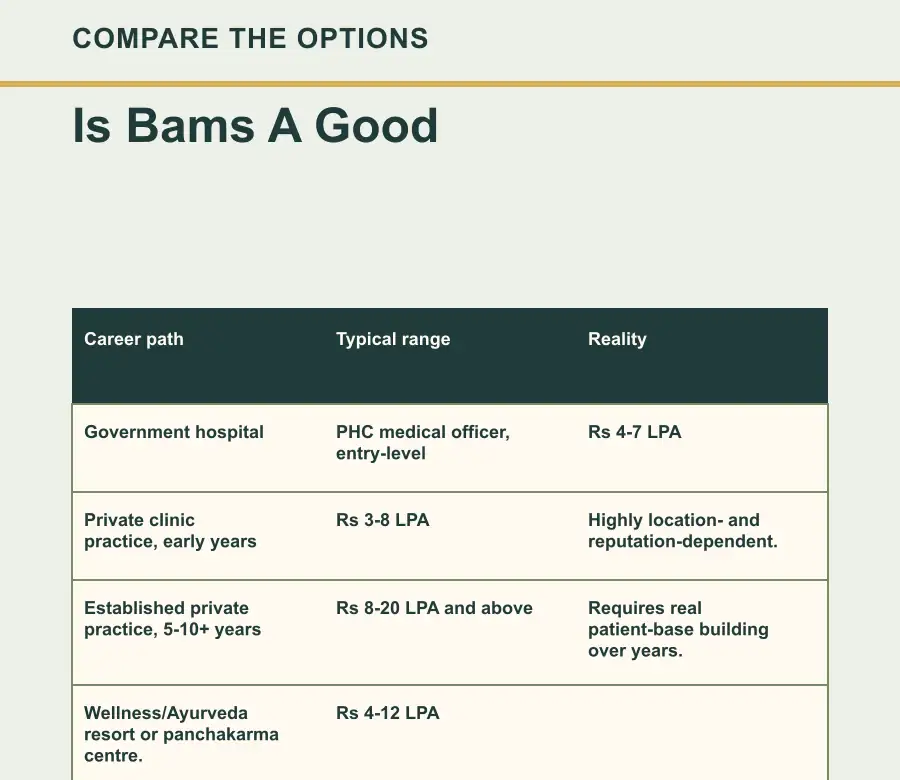 COMPARE THE OPTIONS
Is Bams A Good
Career path
Typical range
Reality
Government hospital
PHC medical officer,
entry-level
Rs 4-7 LPA
Private clinic
practice, early years
Rs 3-8 LPA
Highly location- and
reputation-dependent.
Established private
practice, 5-10+ years
Rs 8-20 LPA and above
Requires real
patient-base building
over years.
Wellness/Ayurveda
resort or panchakarma
centre.
Rs 4-12 LPA